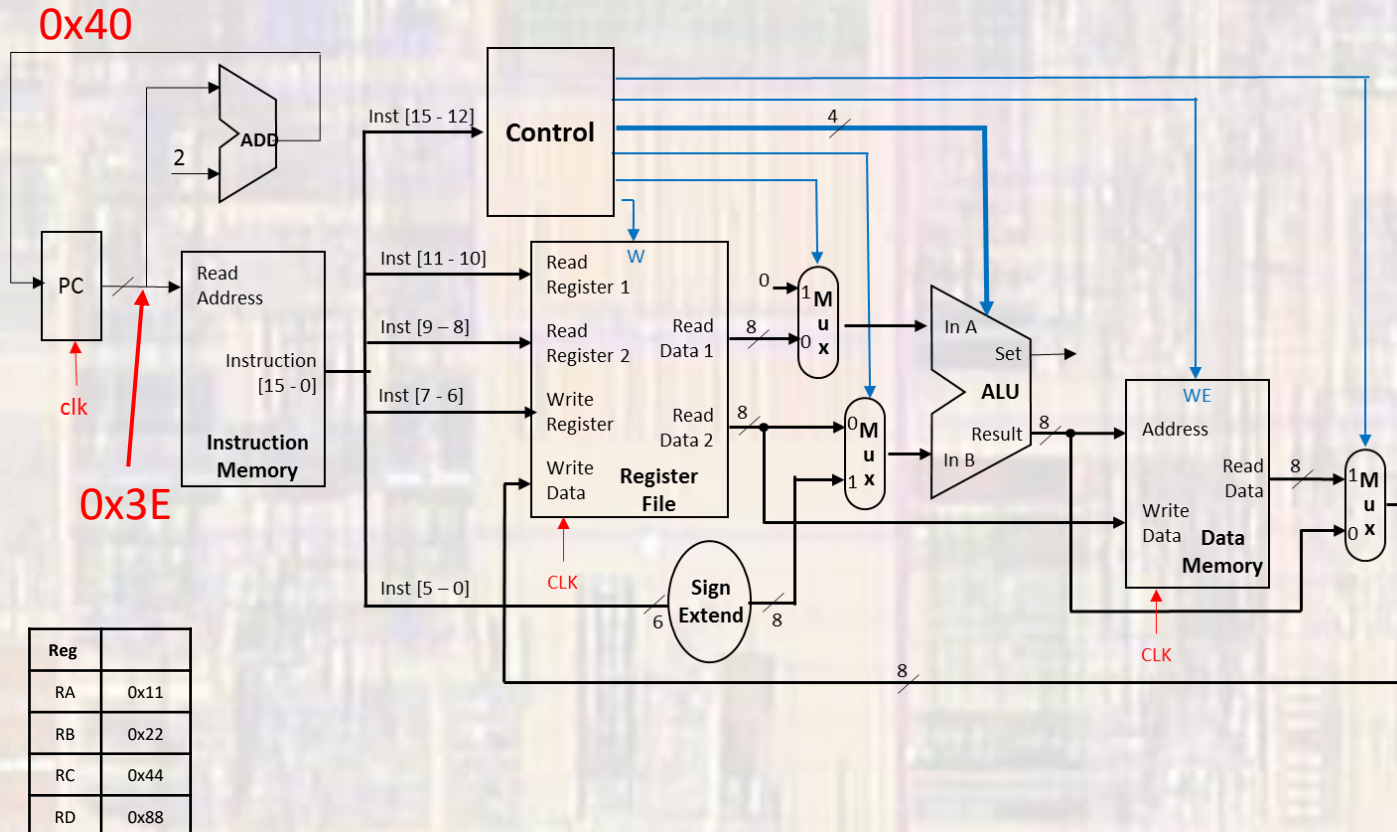 0x40
ADD
2
PC
clk
0x3E
Read
Address
Instruction
[15 - 0]
Instruction
Memory
Inst [15 - 12]
Control
4
Inst [11 - 10]
Inst [9 – 8]
Inst [7 - 6]
Inst [5 – 0]
W
Read
Register 1
Read
Register 2
Write
Register
Write
Data
Read
Data 1
Read
Data 2
Register
File
CLK
8
8
0
1
0
M
u
x
0
1
M
u
x
6
Sign
Extend
8
In A
Set
ALU
Result
In B
8
WE
Address
Read
Data
Write
Data
Data
Memory
CLK
8
1
0
M
u
x
8
Reg
RA 0x11
RB 0x22
RC 0x44
RD 0x88